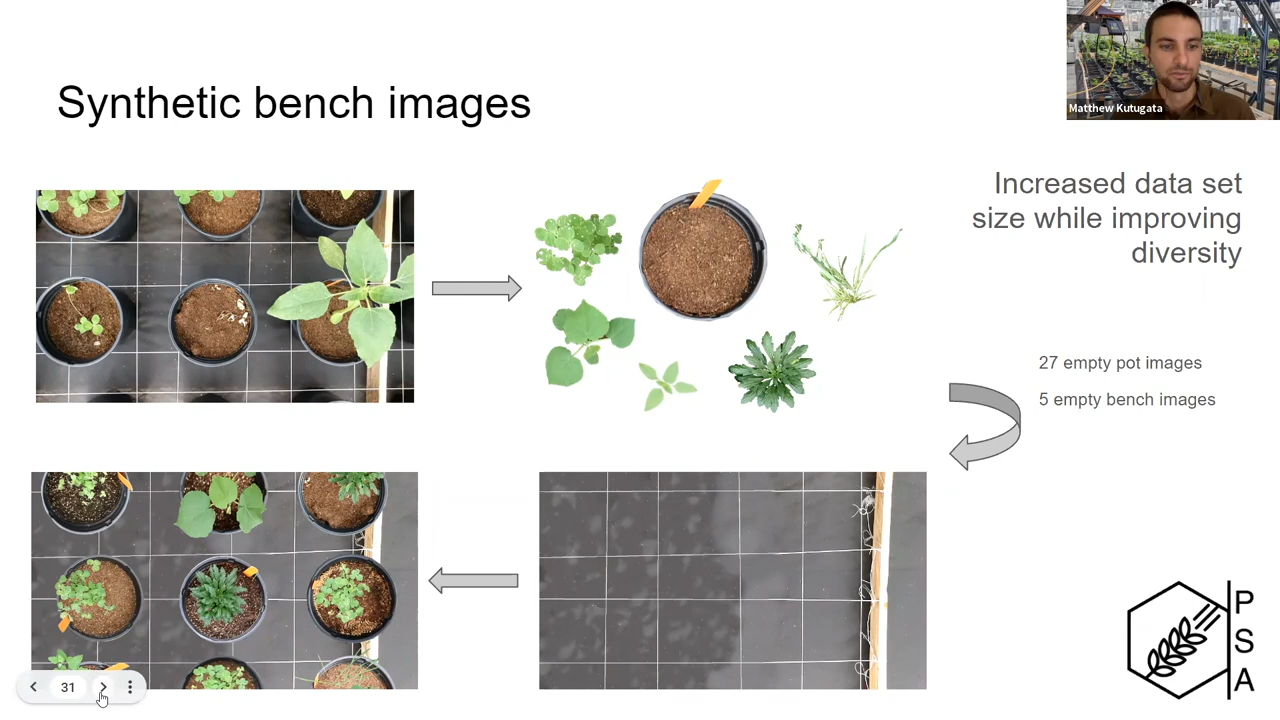 Matthew Kutugata
Synthetic bench images
Increased data set
size while improving
diversity
27 empty pot images
5 empty bench images
31
P
S
A